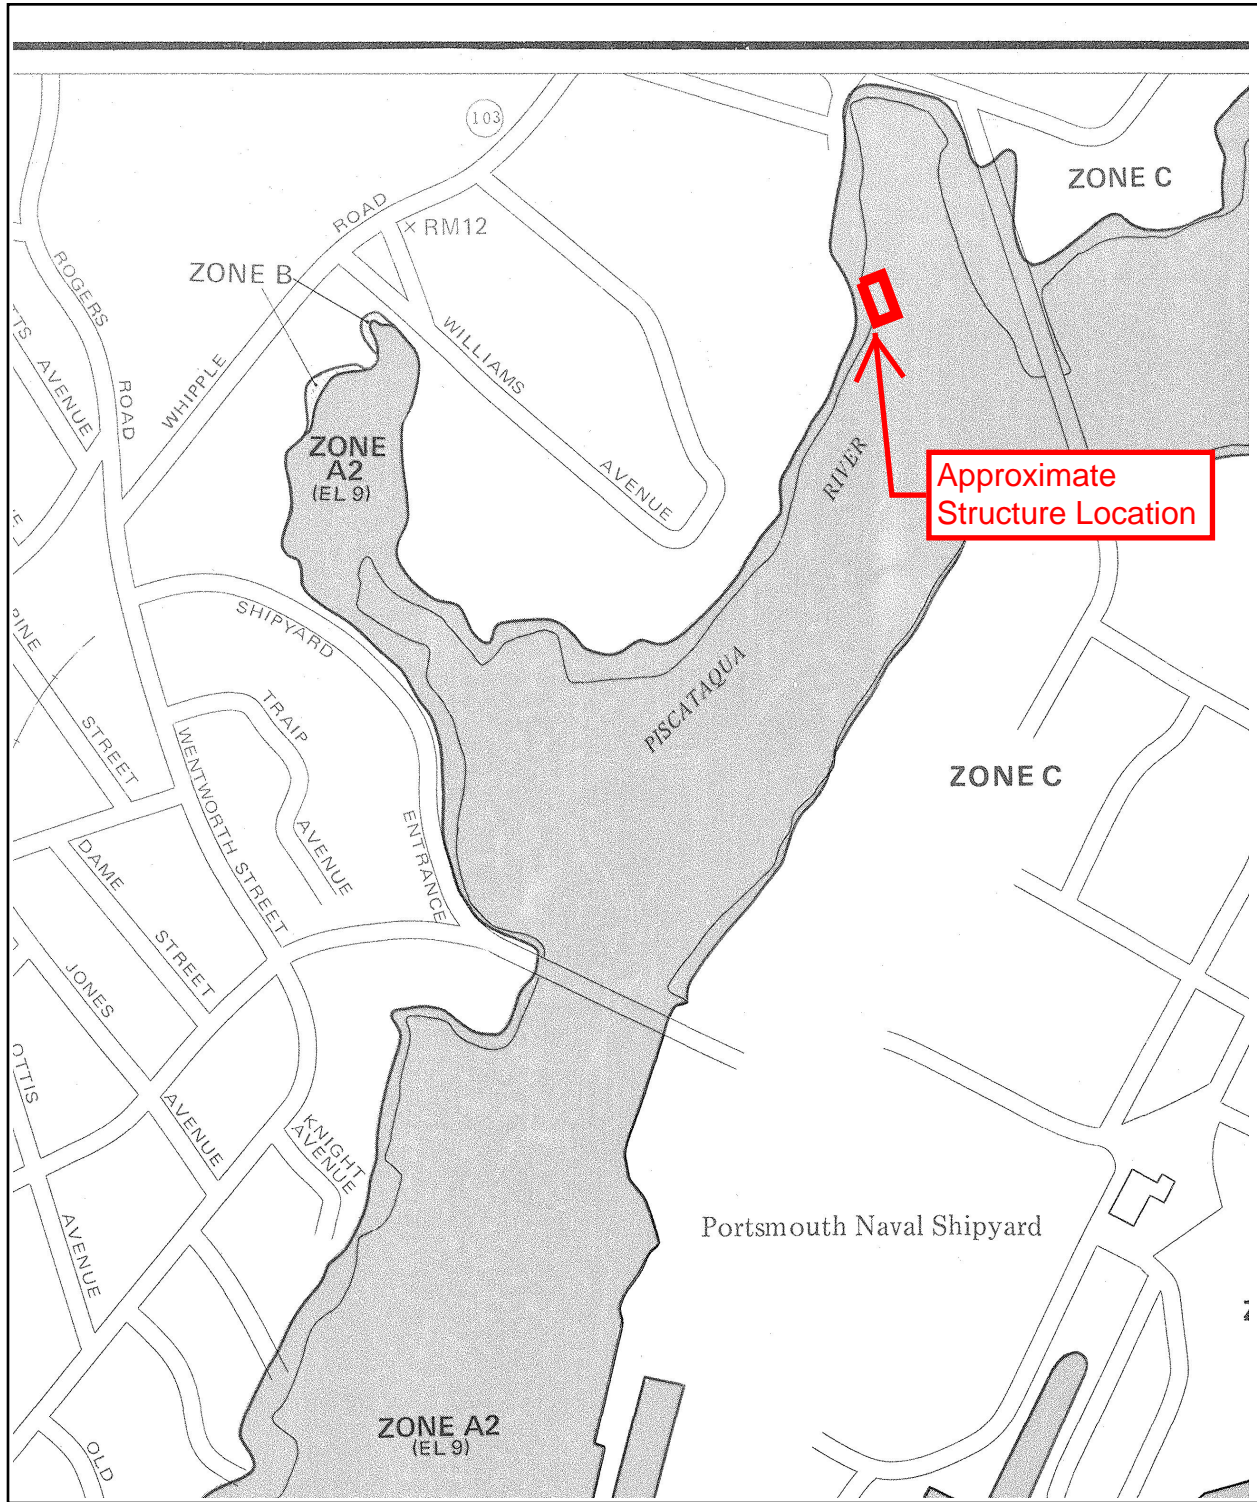 103
ZONE C
ROAD
RM12
ZONE B
ROGERS
WILLIAMS
AVENUE
WHIPPLE
ROAD
ZONE
A2
(EL 9)
RIVER
AVENUE
Approximate
Structure Location
SHIPYARD
PINE
STREET
TRAIP
AVENUE
PISCATAQUA
WENTWORTH STREET
ZONE C
ENTRANCE
DAME
STREET
JONES
AVENUE
OTTIS
AVENUE
KNIGHT
AVENUE
Portsmouth Naval Shipyard
ZONE A2
(EL 9)
OLD